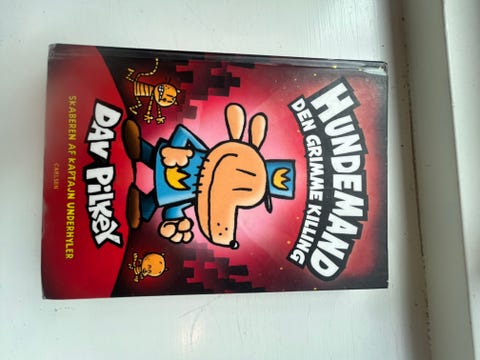 HUNDEMAND
DEN GRIMME KILLING
DAV PILKEY
SKABEREN AF KAPTAJN UNDERHYLER
CARLSEN